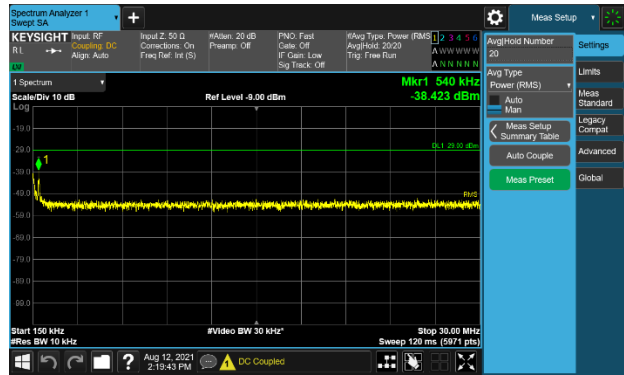 Spectrum Analyzer 1
Swept SA
+
Meas Setup
KEYSIGHT
RL
LV
Input: RF
Coupling: DC
Align: Auto
Input Z: 50 Ω
Corrections: On
Freq Ref: Int (S)
#Atten: 20 dB
Preamp: Off
PNO: Fast
Gate: Off
IF Gain: Low
Sig Track: Off
#Avg Type: Power (RMS
Avg|Hold: 20/20
Trig: Free Run
1 2 3 4 5 6
A W W W W W
A N N N N N
1 Spectrum
Scale/Div 10 dB
Log
Ref Level -9.00 dBm
Mkr1 540 kHz
-38.423 dBm
-19.0
-29.0
-39.0
-49.0
-59.0
-69.0
-79.0
-89.0
-99.0
DL1 -29.00 dBm
1
RMS
Start 150 kHz
#Res BW 10 kHz
#Video BW 30 kHz*
Stop 30.00 MHz
Sweep 120 ms (5971 pts)
Avg|Hold Number
20
Avg Type
Power (RMS)
Auto
Man
Meas Setup
Summary Table
Auto Couple
Meas Preset
Settings
Limits
Meas
Standard
Legacy
Compat
Advanced
Global
?
Aug 12, 2021
2:19:43 PM
DC Coupled